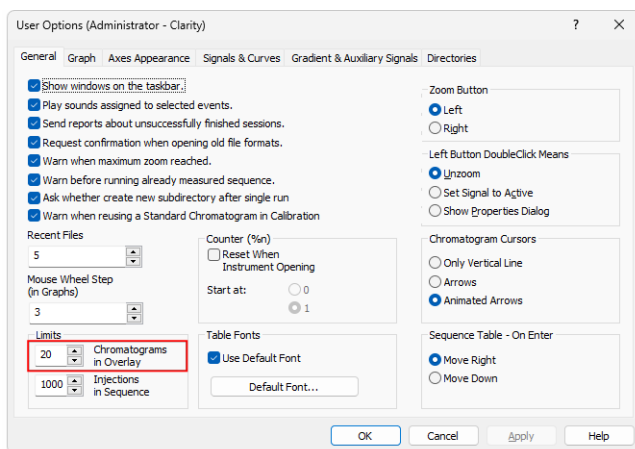 User Options (Administrator - Clarity)
?
General Graph Axes Appearance Signals & Curves Gradient & Auxiliary Signals Directories
Show windows on the taskbar.
Play sounds assigned to selected events.
Send reports about unsuccessfully finished sessions.
Request confirmation when opening old file formats.
Warn when maximum zoom reached.
Warn before running already measured sequence.
Ask whether create new subdirectory after single run
Warn when reusing a Standard Chromatogram in Calibration
Zoom Button
Left
Right
Left Button DoubleClick Means
Unzoom
Set Signal to Active
Show Properties Dialog
Recent Files
5
Mouse Wheel Step
(in Graphs)
3
Counter (%n)
Reset When
Instrument Opening
Start at:
0
1
Chromatogram Cursors
Only Vertical Line
Arrows
Animated Arrows
Limits
20
Chromatograms
in Overlay
1000
Injections
in Sequence
Table Fonts
Use Default Font
Default Font...
Sequence Table - On Enter
Move Right
Move Down
OK
Cancel
Apply
Help